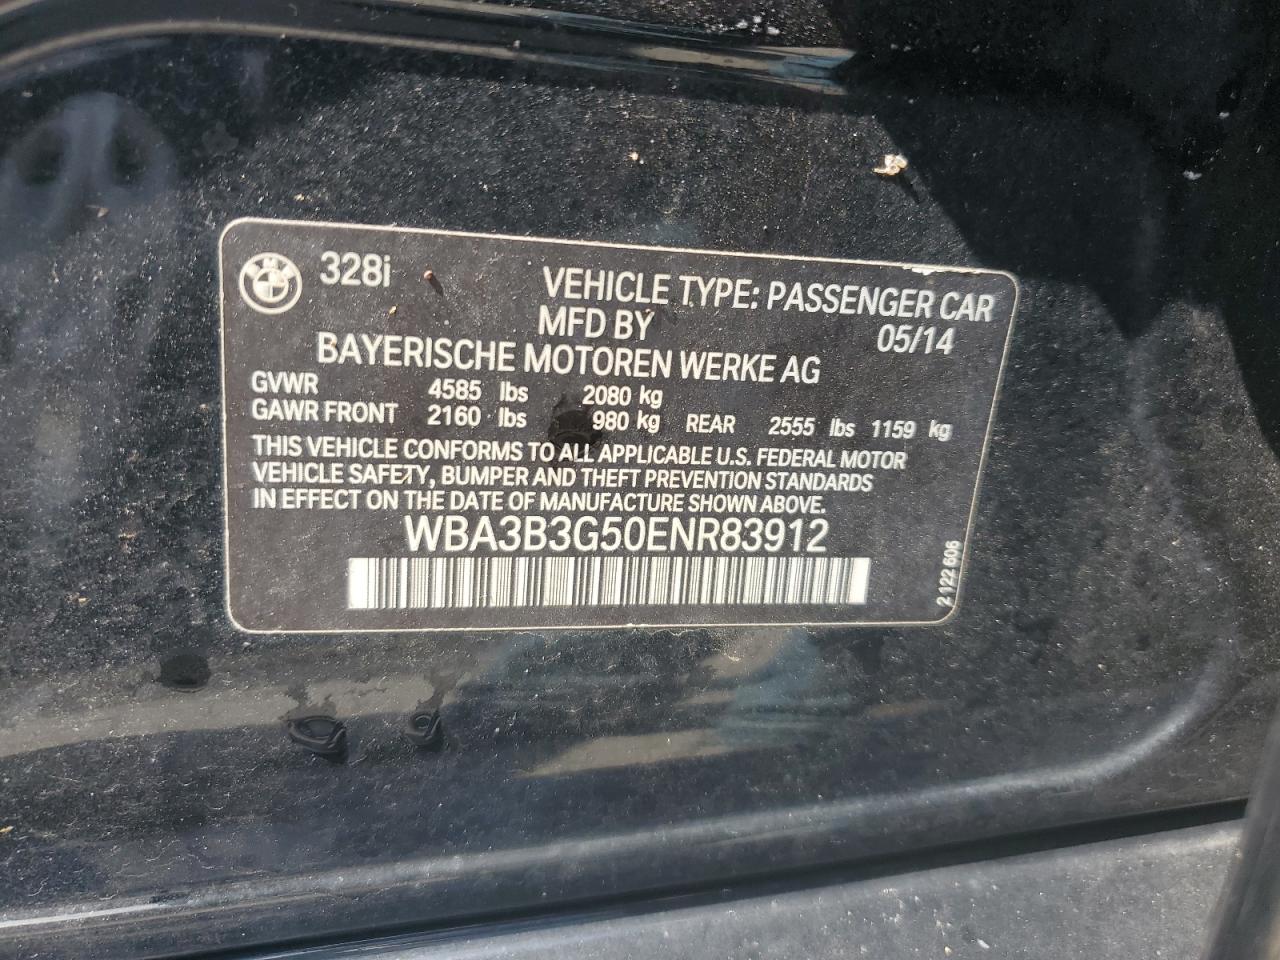 BMW 328i VEHICLE TYPE: PASSENGER CAR
MFD BY 05/14
BAYERISCHE MOTOREN WERKE AG
GVWR 4585 lbs 2080 kg
GAWR FRONT 2160 lbs 980 kg REAR 2555 lbs 1159 kg
THIS VEHICLE CONFORMS TO ALL APPLICABLE U.S. FEDERAL MOTOR
VEHICLE SAFETY, BUMPER AND THEFT PREVENTION STANDARDS
IN EFFECT ON THE DATE OF MANUFACTURE SHOWN ABOVE.
WBA3B3G50ENR83912
2 122 606